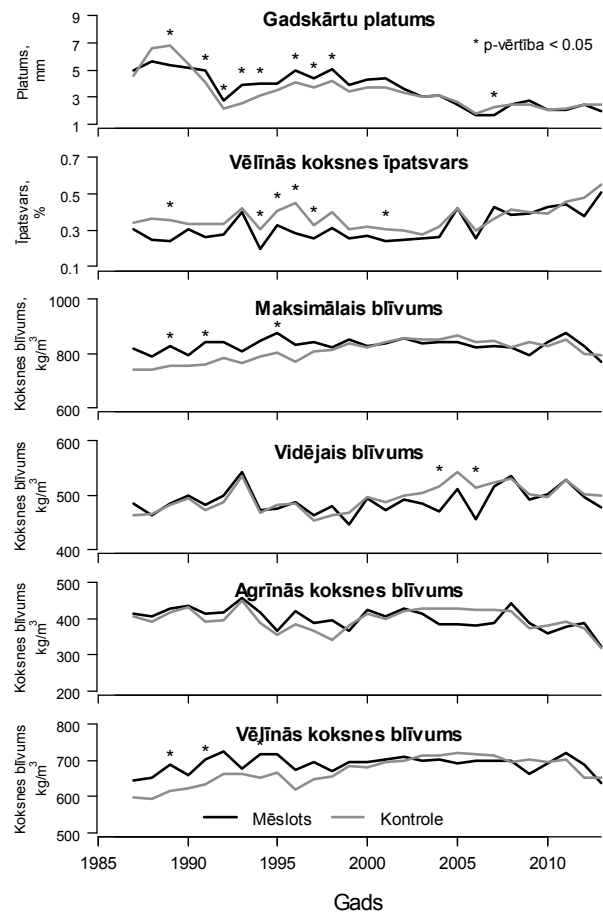 Gadskārtu platums
* p-vērtība < 0.05
Platums,
mm
9
7
5
3
1
* * * * * * * * *
Vēlīnās koksnes īpatsvars
Īpatsvars,
%
0.7
0.5
0.3
0.1
* * * * * *
Maksimālais blīvums
Koksnes blīvums,
kg/m³
1000
800
600
* * *
Vidējais blīvums
Koksnes blīvums
kg/m³
600
500
400
* *
Agrīnās koksnes blīvums
Koksnes blīvums
kg/m³
500
400
300
200
Vēlīnās koksnes blīvums
Koksnes blīvums
kg/m³
800
700
600
500
* * *
Mēslots Kontrole
1985 1990 1995 2000 2005 2010
Gads